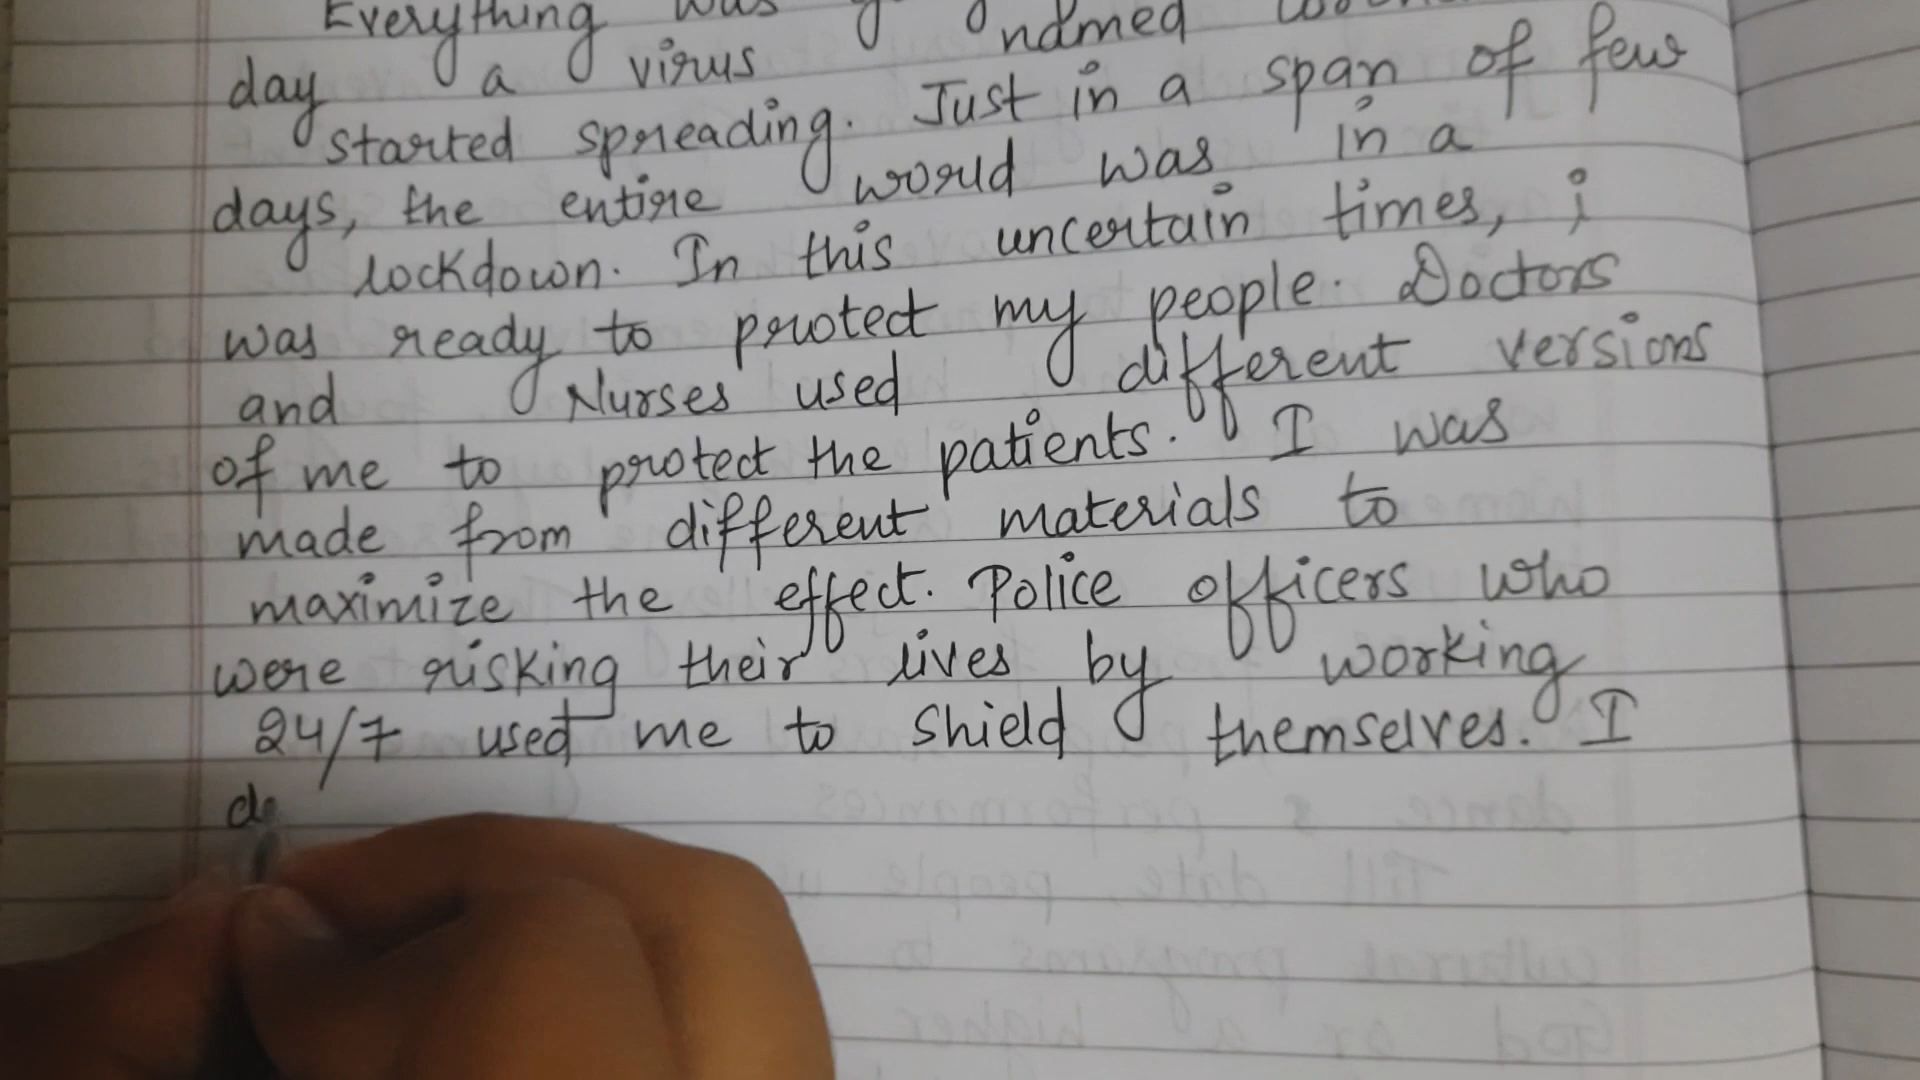 Everything was
day a virus named
started spreading. Just in a span of few
days, the entire world was in a
lockdown. In this uncertain times, i
was ready to protect my people. Doctors
and Nurses used different versions
of me to protect the patients. I was
made from different materials to
maximize the effect. Police officers who
were risking their lives by working
24/7 used me to shield themselves. I